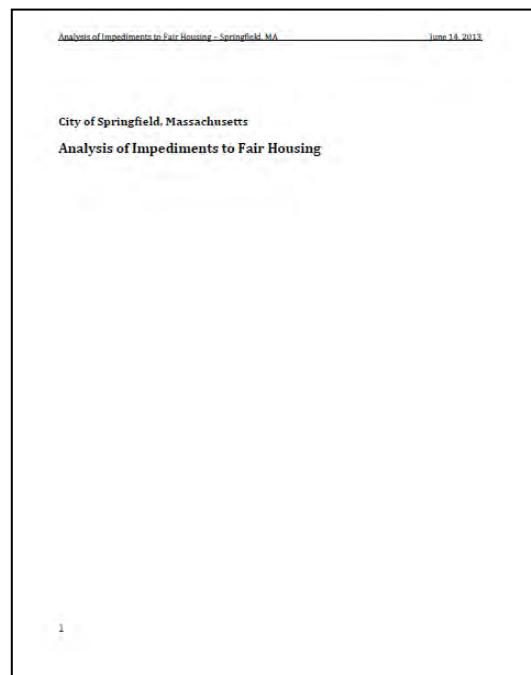 Analysis of Impediments to Fair Housing – Springfield, MA June 14, 2013
City of Springfield, Massachusetts
Analysis of Impediments to Fair Housing
1